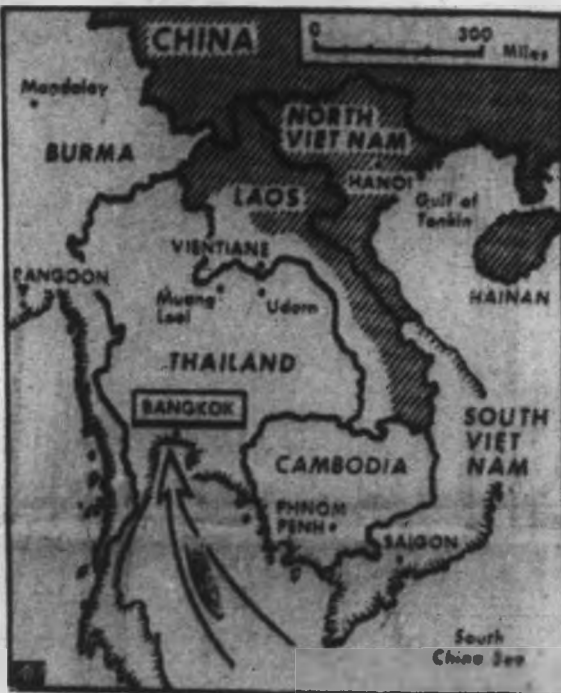 CHINA
0 300
Miles
Mandalay
NORTH
VIET NAM
BURMA
HANOI
LAOS
Gulf of
Tonkin
VIENTIANE
RANGOON
HAINAN
Muang
Loei
Udorn
THAILAND
BANGKOK
SOUTH
VIET
NAM
CAMBODIA
PHNOM
PENH
SAIGON
South
China Sea